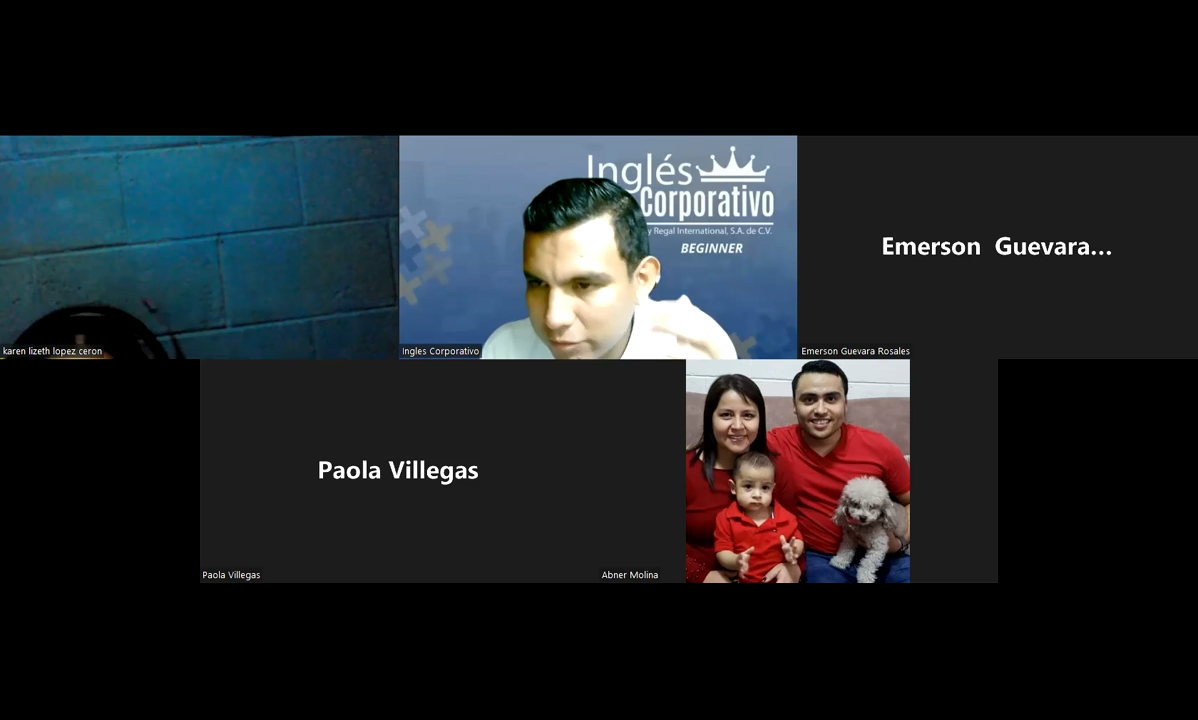 Inglés
Corporativo
y Regal International, S.A. de C.V.
BEGINNER
Emerson  Guevara...
karen lizeth lopez ceron
Ingles Corporativo
Emerson Guevara Rosales
Paola Villegas
Paola Villegas
Abner Molina